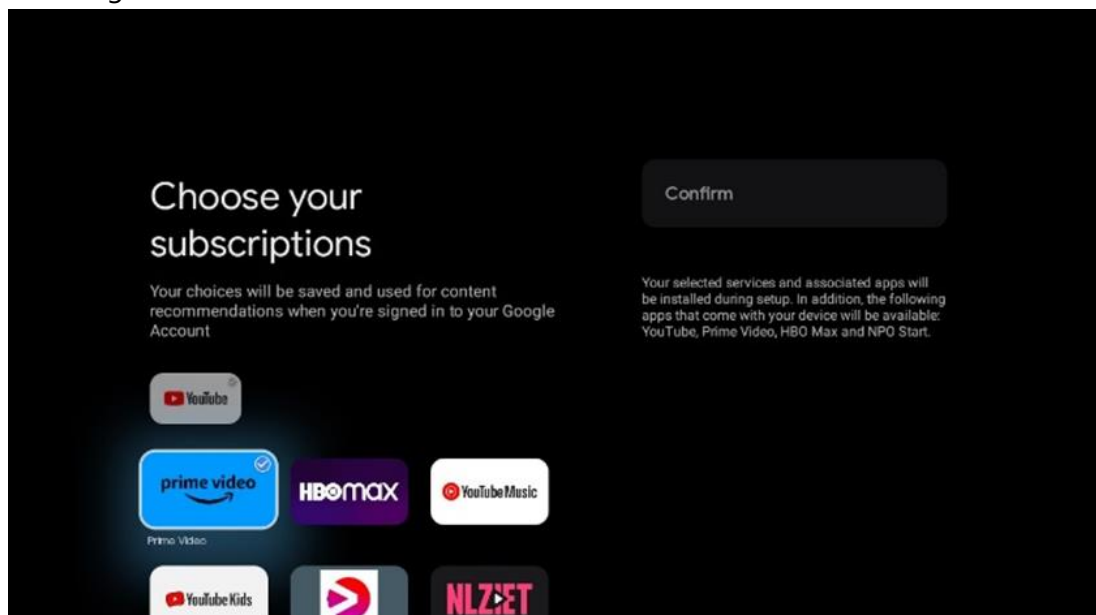 Choose your
subscriptions
Your choices will be saved and used for content
recommendations when you're signed in to your Google
Account
YouTube
prime video
HBOmax
YouTube Music
Prime Video
YouTube Kids
NLZIET
Confirm
Your selected services and associated apps will
be installed during setup. In addition, the following
apps that come with your device will be available:
YouTube, Prime Video, HBO Max and NPO Start.